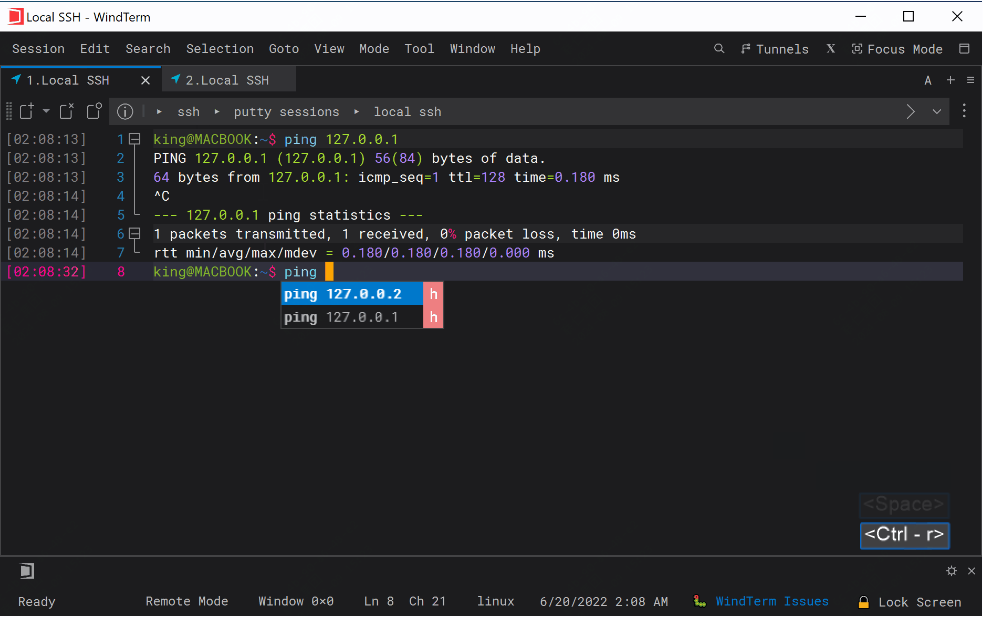 Local SSH - WindTerm
Session Edit Search Selection Goto View Mode Tool Window Help Tunnels X Focus Mode
1.Local SSH 2.Local SSH A
ssh putty sessions local ssh
[02:08:13] 1 king@MACBOOK:~$ ping 127.0.0.1
[02:08:13] 2 PING 127.0.0.1 (127.0.0.1) 56(84) bytes of data.
[02:08:13] 3 64 bytes from 127.0.0.1: icmp_seq=1 ttl=128 time=0.180 ms
[02:08:14] 4 ^C
[02:08:14] 5 --- 127.0.0.1 ping statistics ---
[02:08:14] 6 1 packets transmitted, 1 received, 0% packet loss, time 0ms
[02:08:14] 7 rtt min/avg/max/mdev = 0.180/0.180/0.180/0.000 ms
[02:08:32] 8 king@MACBOOK:~$ ping
ping 127.0.0.2 h
ping 127.0.0.1 h
<Space>
<Ctrl - r>
Ready Remote Mode Window 0×0 Ln 8 Ch 21 linux 6/20/2022 2:08 AM WindTerm Issues Lock Screen